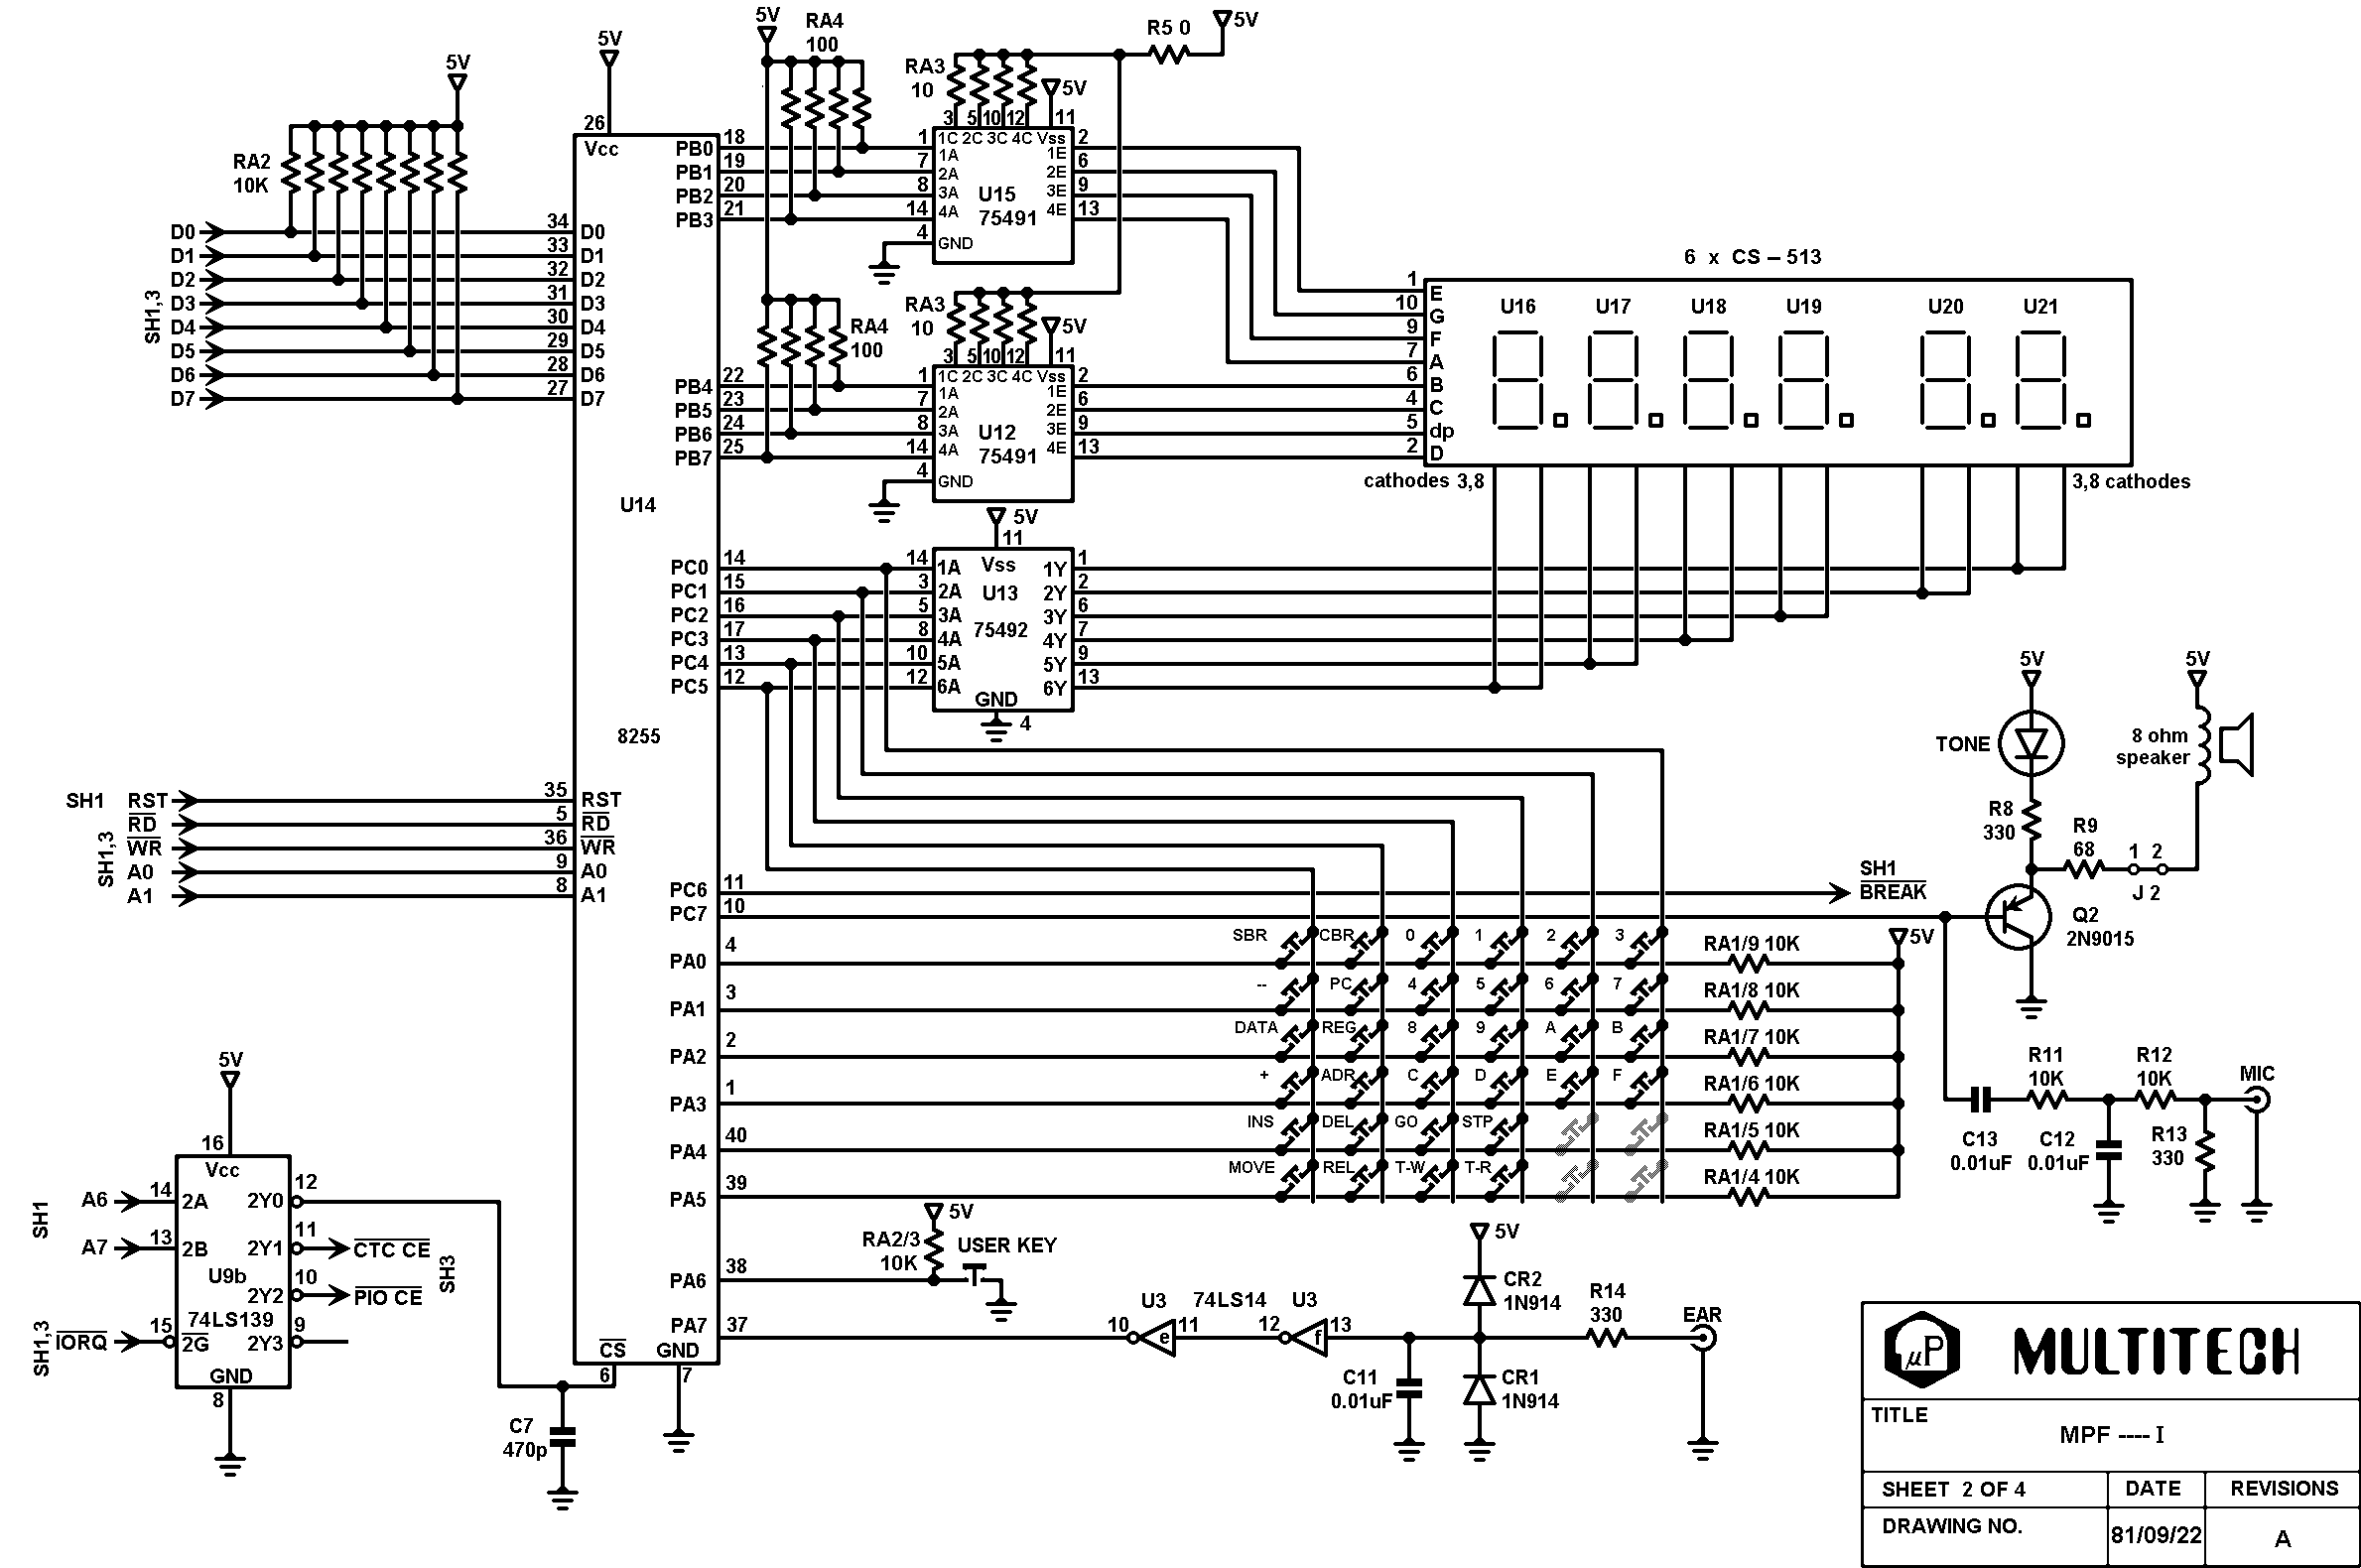 5V
RA4
100
R5 0
5V
5V
5V
RA3
10
5V
3 5 10 12 11
1C 2C 3C 4C Vss
RA2
10K
26
Vcc
PB0 18
PB1 19
PB2 20
PB3 21
1 1A
7 2A
8 3A
14 4A
4 GND
U15
75491
1E 2
2E 6
3E 9
4E 13
SH1,3
D0 34 D0
D1 33 D1
D2 32 D2
D3 31 D3
D4 30 D4
D5 29 D5
D6 28 D6
D7 27 D7
RA4
100
RA3
10
5V
3 5 10 12 11
1C 2C 3C 4C Vss
PB4 22
PB5 23
PB6 24
PB7 25
1 1A
7 2A
8 3A
14 4A
4 GND
U12
75491
1E 2
2E 6
3E 9
4E 13
6 x CS – 513
1 E
10 G
9 F
7 A
6 B
4 C
5 dp
2 D
U16 U17 U18 U19 U20 U21
cathodes 3,8
3,8 cathodes
U14
8255
5V
11
Vss
U13
75492
GND
4
PC0 14
PC1 15
PC2 16
PC3 17
PC4 13
PC5 12
14 1A
3 2A
5 3A
8 4A
10 5A
12 6A
1Y 1
2Y 2
3Y 6
4Y 7
5Y 9
6Y 13
SH1 RST 35 RST
SH1,3
RD 5 RD
WR 36 WR
A0 9 A0
A1 8 A1
5V
TONE
R8
330
5V
8 ohm
speaker
R9
68
1 2
J 2
Q2
2N9015
PC6 11
SH1
BREAK
PC7 10
5V
PA0 4
SBR CBR 0 1 2 3
RA1/9 10K
PA1 3
-- PC 4 5 6 7
RA1/8 10K
PA2 2
DATA REG 8 9 A B
RA1/7 10K
PA3 1
+ ADR C D E F
RA1/6 10K
PA4 40
INS DEL GO STP
RA1/5 10K
PA5 39
MOVE REL T-W T-R
RA1/4 10K
R11
10K
R12
10K
MIC
C13
0.01uF
C12
0.01uF
R13
330
5V
16
Vcc
SH1
A6 14 2A
A7 13 2B
SH1,3
IORQ 15 2G
U9b
74LS139
GND
8
2Y0 12
2Y1 11 CTC CE
2Y2 10 PIO CE
2Y3 9
SH3
5V
RA2/3
10K
USER KEY
PA6 38
PA7 37
CS
6
GND
7
C7
470p
10 U3 e 11
74LS14
12 U3 f 13
5V
CR2
1N914
R14
330
EAR
C11
0.01uF
CR1
1N914
µP MULTITECH
TITLE
MPF ---- I
SHEET 2 OF 4
DATE
REVISIONS
DRAWING NO.
81/09/22
A